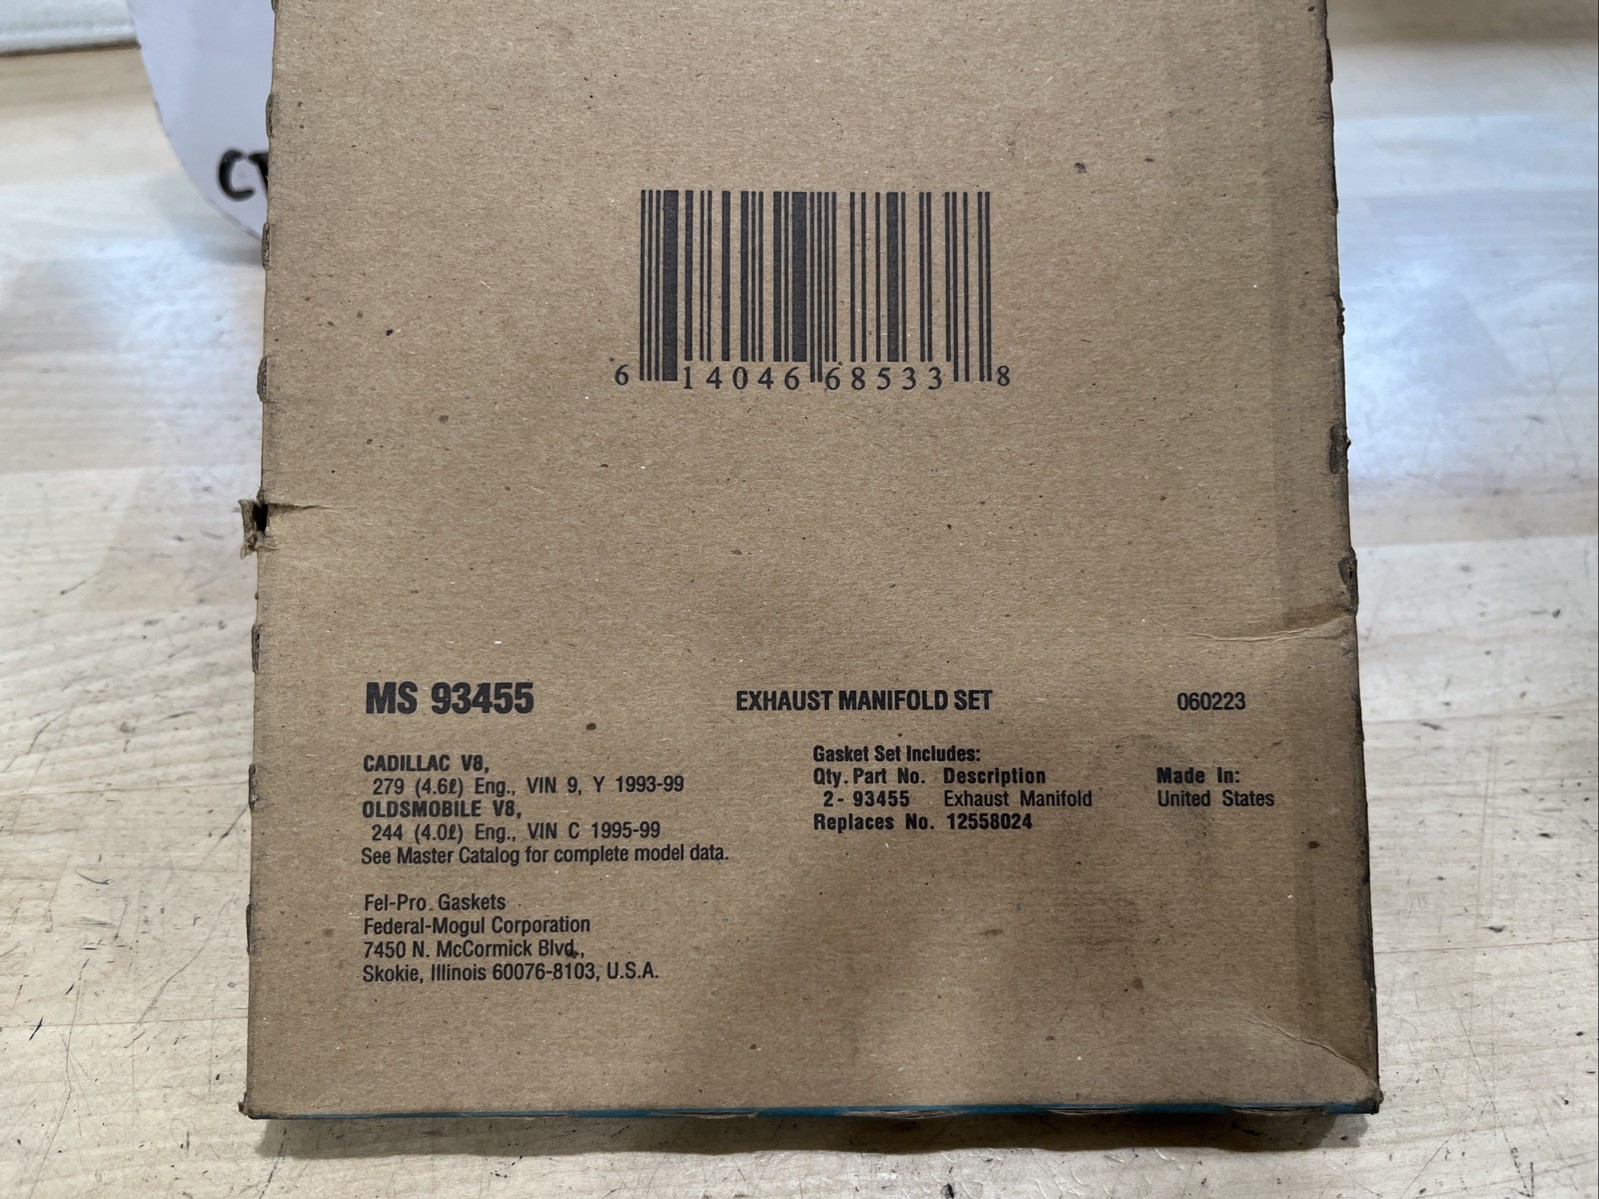 6 14046 68533 8
MS 93455 EXHAUST MANIFOLD SET 060223
CADILLAC V8,
279 (4.6ℓ) Eng., VIN 9, Y 1993-99
OLDSMOBILE V8,
244 (4.0ℓ) Eng., VIN C 1995-99
See Master Catalog for complete model data.
Gasket Set Includes:
Qty. Part No. Description
2- 93455 Exhaust Manifold
Replaces No. 12558024
Made In:
United States
Fel-Pro Gaskets
Federal-Mogul Corporation
7450 N. McCormick Blvd.,
Skokie, Illinois 60076-8103, U.S.A.